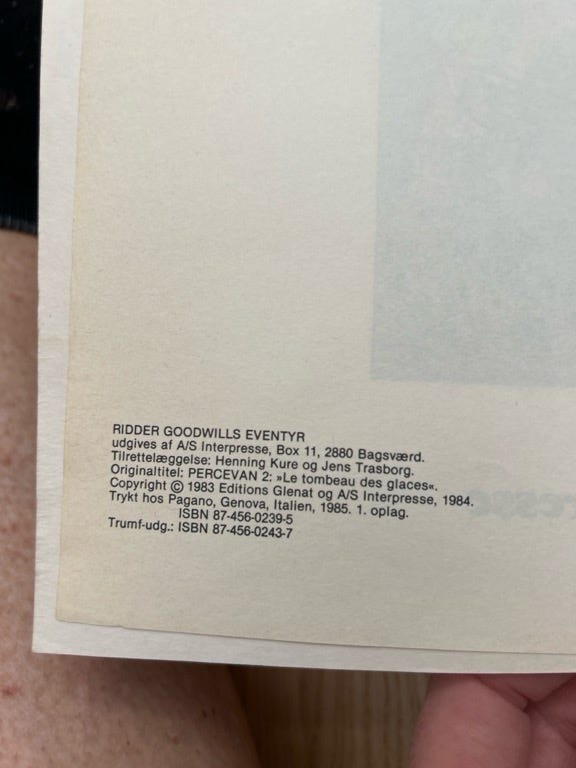 RIDDER GOODWILLS EVENTYR
udgives af A/S Interpresse, Box 11, 2880 Bagsværd.
Tilrettelæggelse: Henning Kure og Jens Trasborg.
Originaltitel: PERCEVAN 2: »Le tombeau des glaces«.
Copyright © 1983 Editions Glenat og A/S Interpresse, 1984.
Trykt hos Pagano, Genova, Italien, 1985. 1. oplag.
ISBN 87-456-0239-5
Trumf-udg.: ISBN 87-456-0243-7